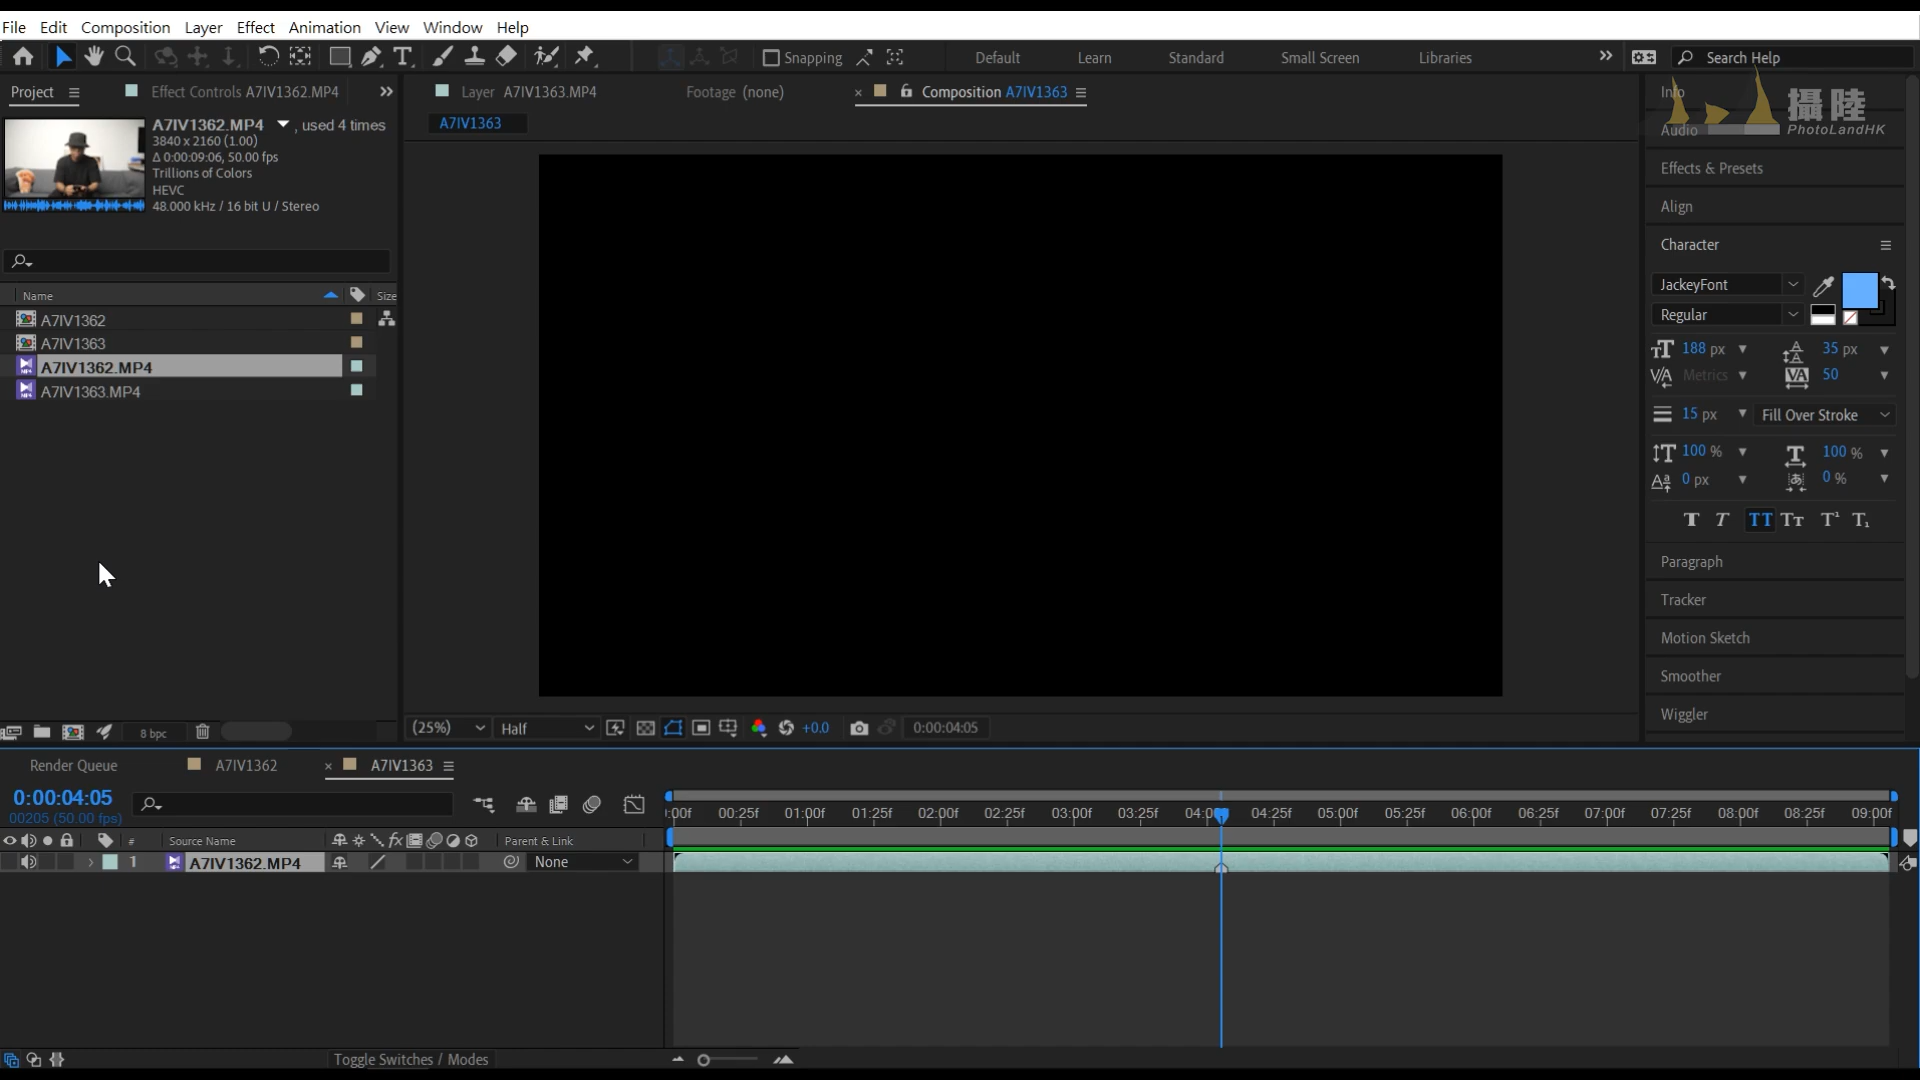 File Edit Composition Layer Effect Animation View Window Help
Snapping Default Learn Standard Small Screen Libraries Search Help
Project Effect Controls A7IV1362.MP4
Layer A7IV1363.MP4 Footage (none) Composition A7IV1363
A7IV1363
A7IV1362.MP4 , used 4 times
3840 x 2160 (1.00)
Δ 0:00:09:06, 50.00 fps
Trillions of Colors
HEVC
48.000 kHz / 16 bit U / Stereo
Name Size
A7IV1362
A7IV1363
A7IV1362.MP4
A7IV1363.MP4
8 bpc
(25%) Half +0.0 0:00:04:05
Info
攝陸
PhotoLandHK
Audio
Effects & Presets
Align
Character
JackeyFont
Regular
188 px 35 px
Metrics 50
15 px Fill Over Stroke
100 % 100 %
0 px 0 %
Paragraph
Tracker
Motion Sketch
Smoother
Wiggler
Render Queue A7IV1362 A7IV1363
0:00:04:05
00205 (50.00 fps)
:00f 00:25f 01:00f 01:25f 02:00f 02:25f 03:00f 03:25f 04:00f 04:25f 05:00f 05:25f 06:00f 06:25f 07:00f 07:25f 08:00f 08:25f 09:00f
# Source Name Parent & Link
1 A7IV1362.MP4 None
Toggle Switches / Modes